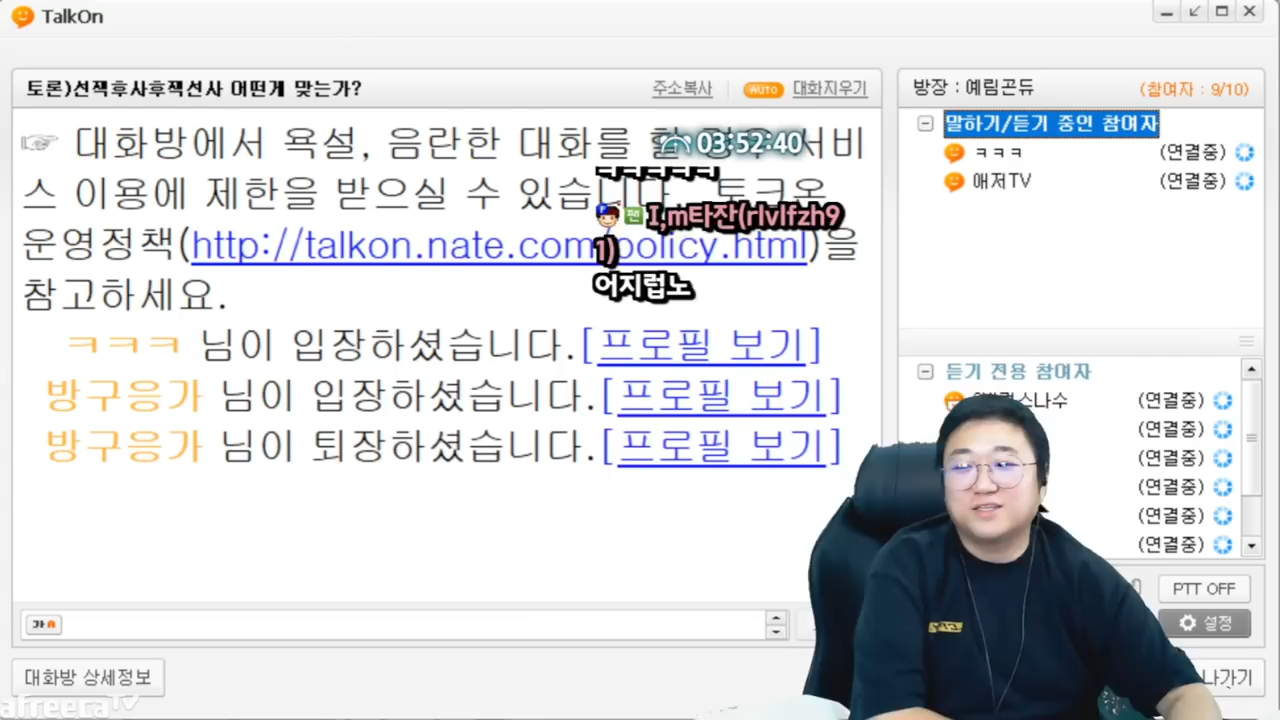 TalkOn
토론)선잭후사후잭선사 어떤게 맞는가?
주소복사
AUTO
대화지우기
☞ 대화방에서 욕설, 음란한 대화를 할 서비
스 이용에 제한을 받으실 수 있습니다. 토크온
운영정책(http://talkon.nate.com/policy.html)을
참고하세요.
ㅋㅋㅋ 님이 입장하셨습니다.[프로필 보기]
방구응가 님이 입장하셨습니다.[프로필 보기]
방구응가 님이 퇴장하셨습니다.[프로필 보기]
03:52:40
팬 I,m타잔(rlvlfzh9
1)
어지럽노
가A
대화방 상세정보
afreecaTV
방장 : 예림곤듀
(참여자 : 9/10)
말하기/듣기 중인 참여자
ㅋㅋㅋ (연결중)
애저TV (연결중)
듣기 전용 참여자
스나수 (연결중)
(연결중)
(연결중)
(연결중)
(연결중)
(연결중)
PTT OFF
설정
나가기